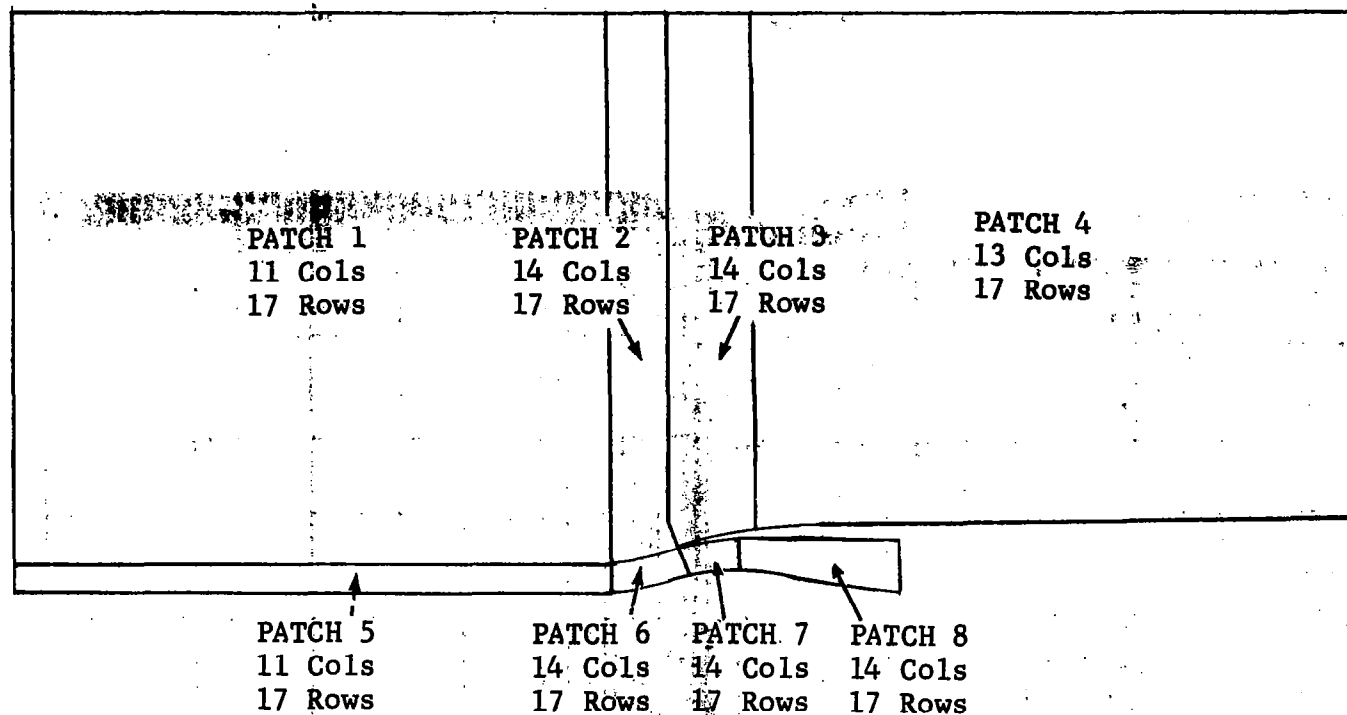 PATCH 1
11 Cols
17 Rows
PATCH 2
14 Cols
17 Rows
PATCH 3
14 Cols
17 Rows
PATCH 4
13 Cols
17 Rows
PATCH 5
11 Cols
17 Rows
PATCH 6
14 Cols
17 Rows
PATCH 7
14 Cols
17 Rows
PATCH 8
14 Cols
17 Rows